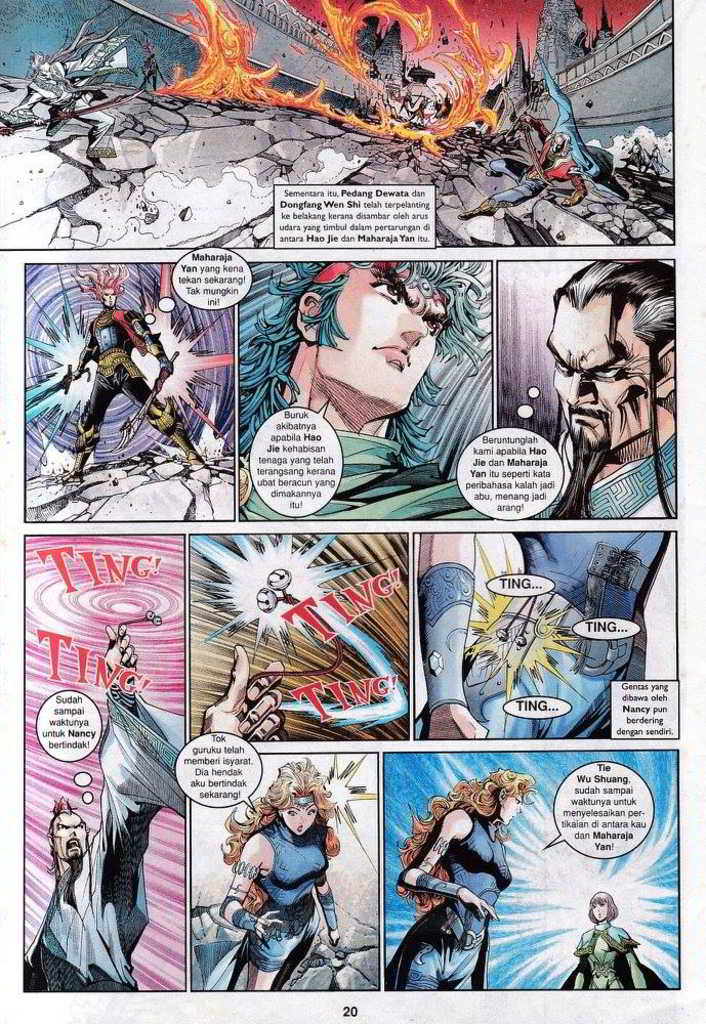 Sementara itu, Pedang Dewata dan
Dongfang Wen Shi telah terpelanting
ke belakang kerana disambar oleh arus
udara yang timbul dalam pertarungan di
antara Hao Jie dan Maharaja Yan itu.
Maharaja
Yan yang kena
tekan sekarang!
Tak mungkin
ini!
Buruk
akibatnya
apabila Hao
Jie kehabisan
tenaga yang telah
terangsang kerana
ubat beracun yang
dimakannya
itu!
Beruntunglah
kami apabila Hao
Jie dan Maharaja
Yan itu seperti kata
peribahasa kalah jadi
abu, menang jadi
arang!
TING!
TING!
Sudah
sampai
waktunya
untuk Nancy
bertindak!
TING!!
TING!
TING...
TING...
TING...
Gentas yang
dibawa oleh
Nancy pun
berdering
dengan sendiri.
Tok
guruku telah
memberi isyarat.
Dia hendak
aku bertindak
sekarang!
Tie
Wu Shuang,
sudah sampai
waktunya untuk
menyelesaikan per-
tikaian di antara kau
dan Maharaja
Yan!
20